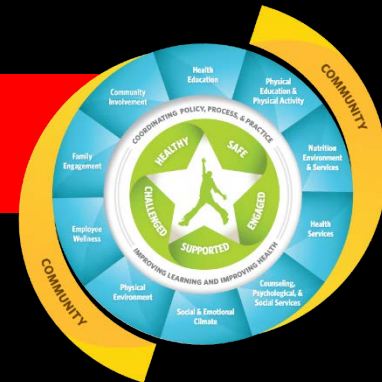 COMMUNITY
Health
Education
Physical
Education &
Physical Activity
Nutrition
Environment
& Services
Health
Services
Counseling,
Psychological, &
Social Services
Social & Emotional
Climate
Physical
Environment
Employee
Wellness
Family
Engagement
Community
Involvement
COORDINATING POLICY, PROCESS, & PRACTICE
IMPROVING LEARNING AND IMPROVING HEALTH
HEALTHY
SAFE
ENGAGED
SUPPORTED
CHALLENGED
COMMUNITY